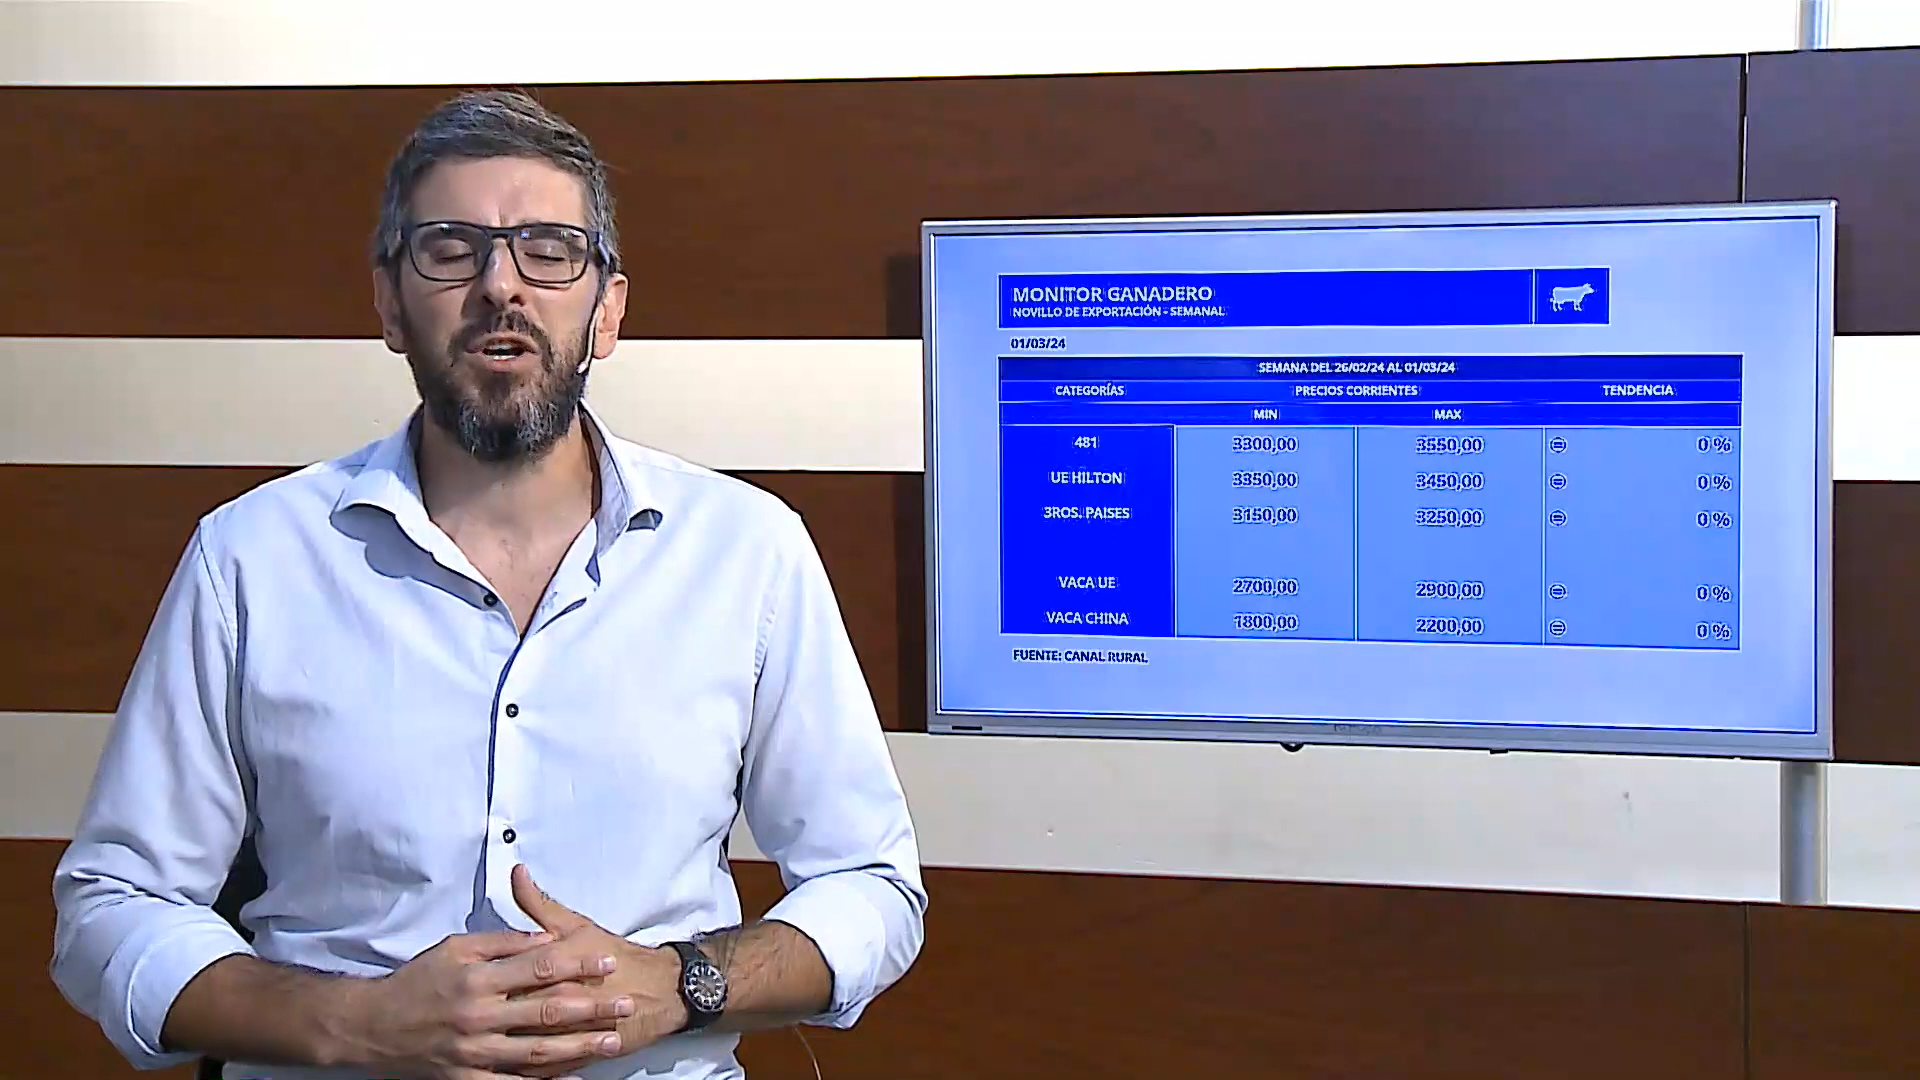 MONITOR GANADERO
NOVILLO DE EXPORTACIÓN - SEMANAL
01/03/24
SEMANA DEL 26/02/24 AL 01/03/24
CATEGORÍAS PRECIOS CORRIENTES TENDENCIA
MIN MAX
481 3300,00 3550,00 = 0 %
UE HILTON 3350,00 3450,00 = 0 %
3ROS. PAISES 3150,00 3250,00 = 0 %
VACA UE 2700,00 2900,00 = 0 %
VACA CHINA 1800,00 2200,00 = 0 %
FUENTE: CANAL RURAL